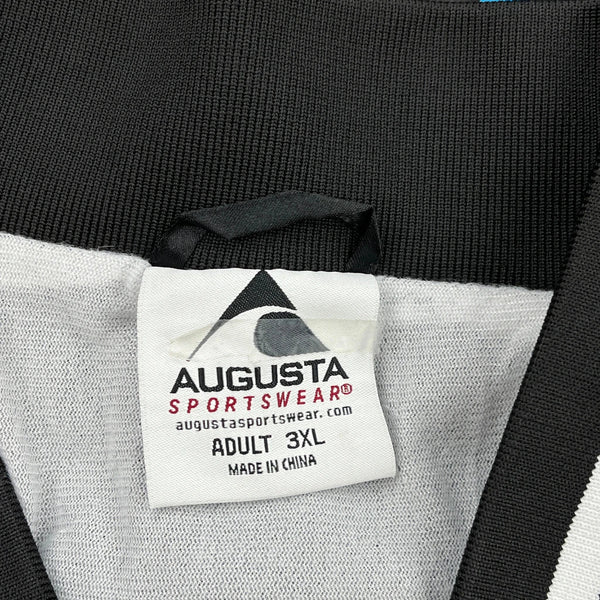 AUGUSTA
SPORTSWEAR®
augustasportswear.com
ADULT 3XL
MADE IN CHINA